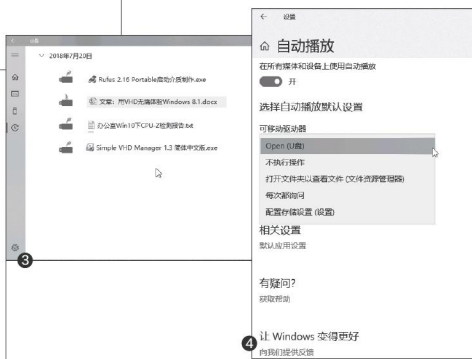 2018年7月20日
Rufus 2.16 Portable启动介质制作.exe
文章：用VHD无痛体验Windows 8.1.docx
办公室Win10下CPU-Z检测报告.txt
Simple VHD Manager 1.3 简体中文版.exe
3
← 设置
自动播放
在所有媒体和设备上使用自动播放
开
选择自动播放默认设置
可移动驱动器
Open (U盘)
不执行操作
打开文件夹以查看文件 (文件资源管理器)
每次都询问
配置存储设置 (设置)
相关设置
默认应用设置
有疑问?
获取帮助
让 Windows 变得更好
4
向我们提供反馈